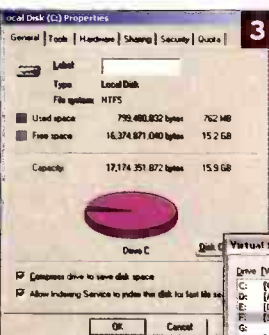 ocal Disk (C:) Properties
3
General Tools Hardware Sharing Security Quota
Label
Type Local Disk
File system: NTFS
Used space 799,480,832 bytes 762 MB
Free space 16,374,871,040 bytes 15.2 GB
Capacity: 17,174,351,872 bytes 15.9 GB
Drive C
Disk C
Virtual
Compress drive to save disk space
Drive
C:
D:
E:
F:
G:
Allow Indexing Service to index this disk for fast file se
OK Cancel